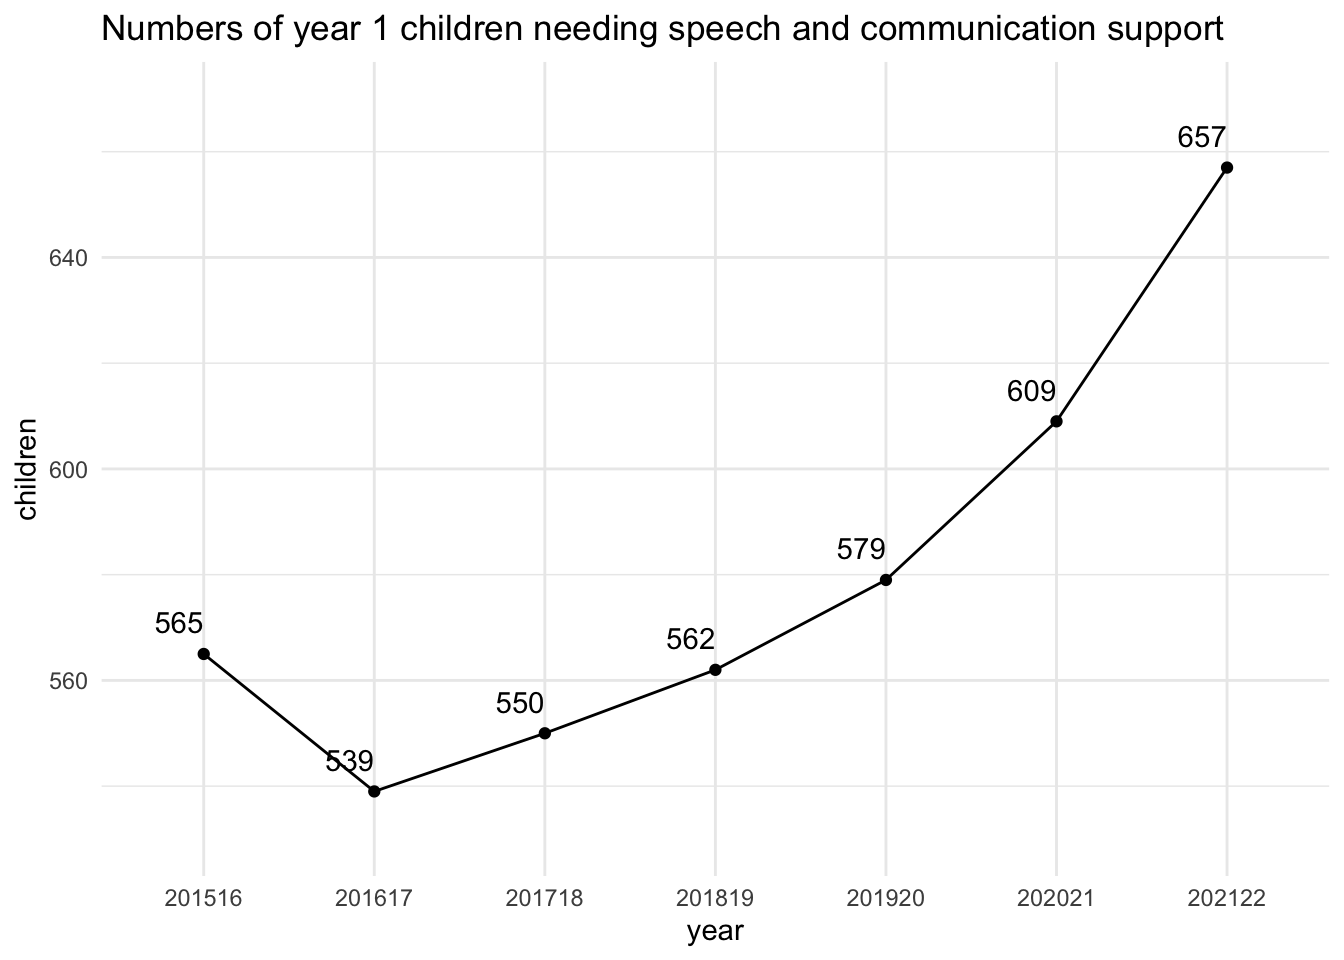 Numbers of year 1 children needing speech and communication support
657
640
609
children
600
579
565
562
560
550
539
201516 201617 201718 201819 201920 202021 202122
year